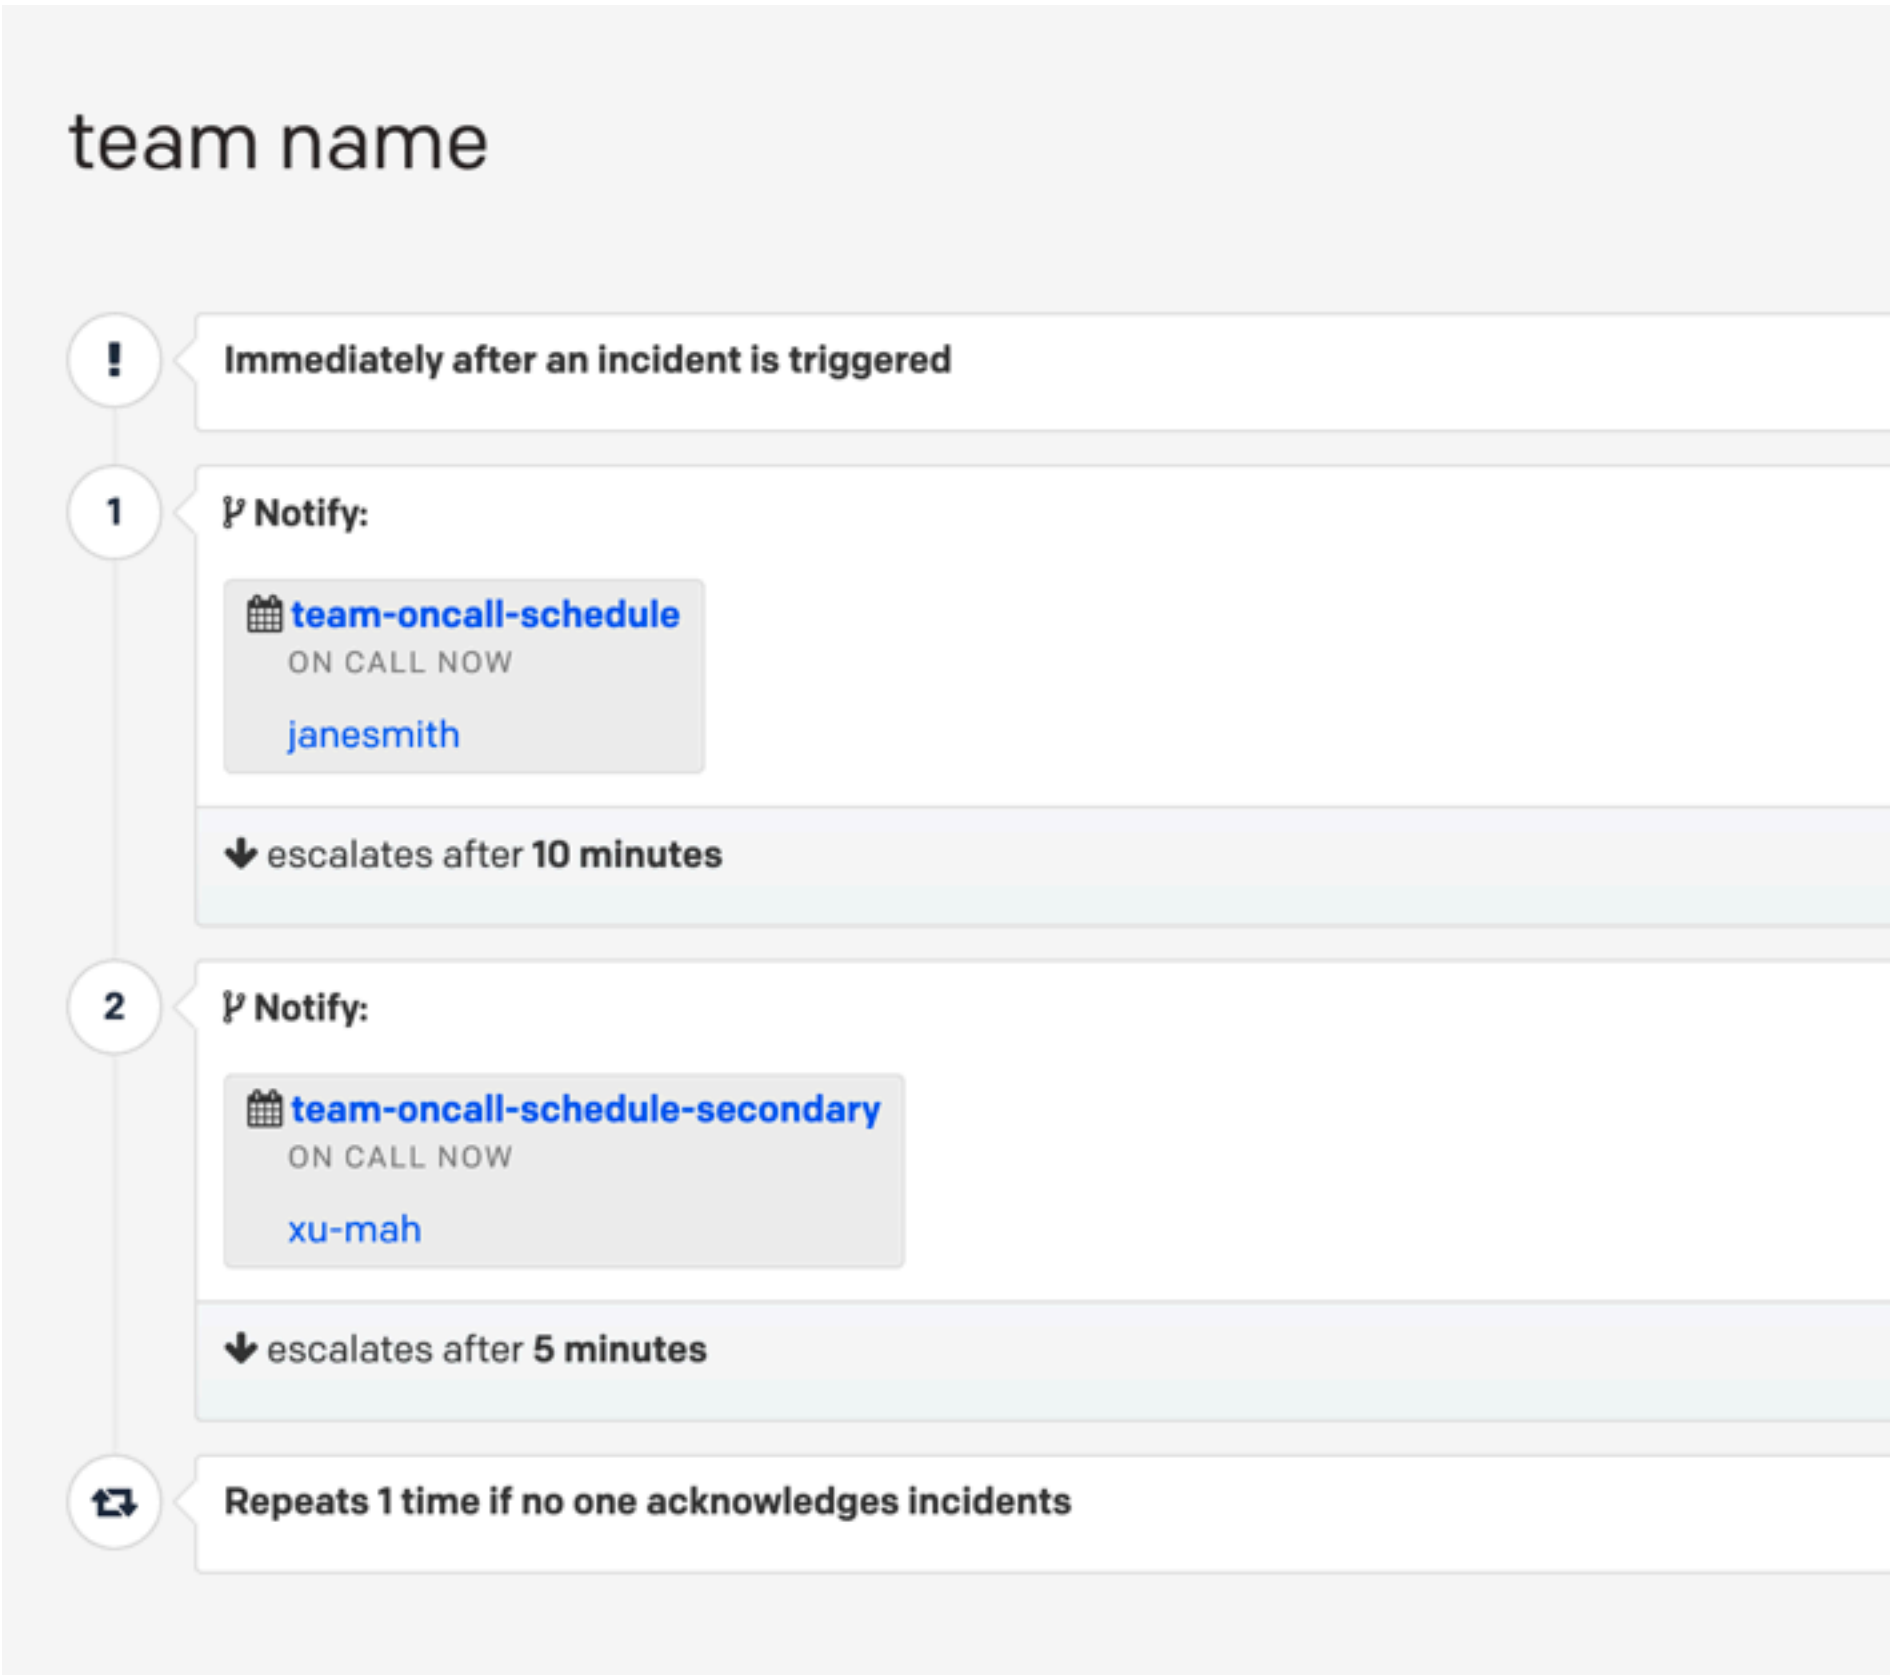 team name
!
Immediately after an incident is triggered
1
Notify:
team-oncall-schedule
ON CALL NOW
janesmith
escalates after 10 minutes
2
Notify:
team-oncall-schedule-secondary
ON CALL NOW
xu-mah
escalates after 5 minutes
Repeats 1 time if no one acknowledges incidents